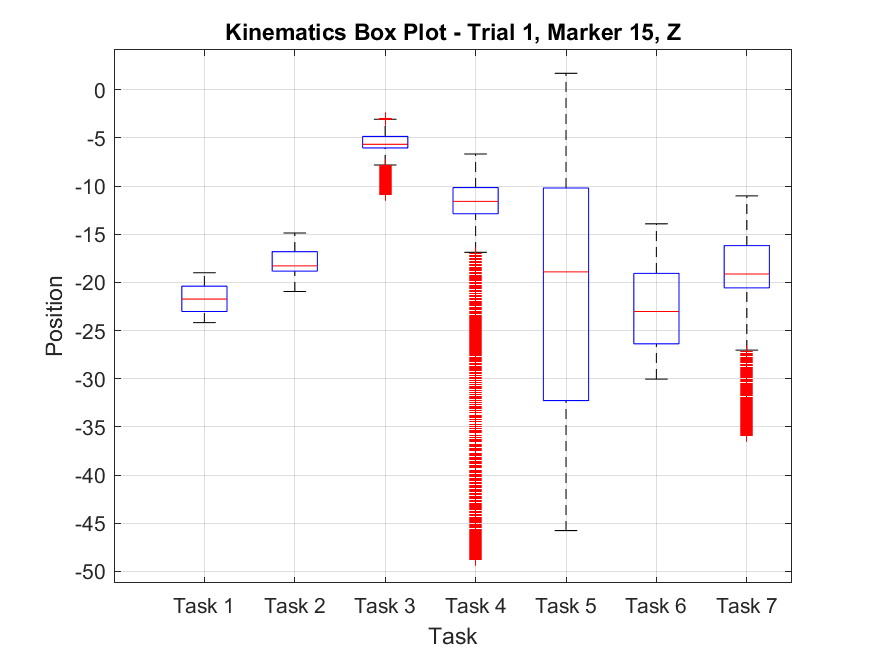 Kinematics Box Plot - Trial 1, Marker 15, Z
Position
0
-5
-10
-15
-20
-25
-30
-35
-40
-45
-50
Task 1 Task 2 Task 3 Task 4 Task 5 Task 6 Task 7
Task